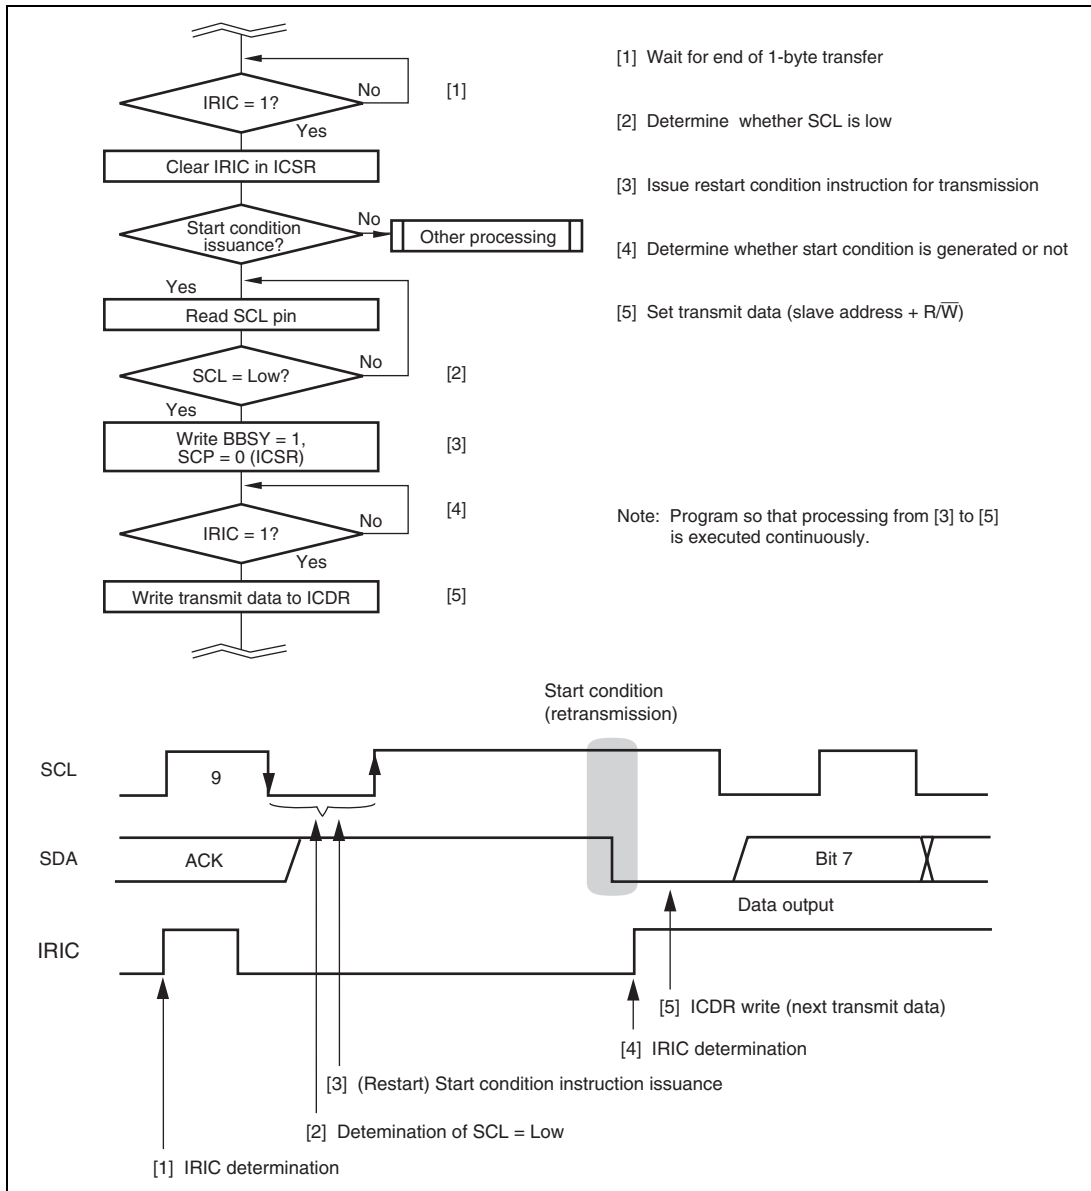 IRIC = 1?
No
[1]
Yes
Clear IRIC in ICSR
Start condition
issuance?
No
Other processing
Yes
Read SCL pin
SCL = Low?
No
[2]
Yes
Write BBSY = 1,
SCP = 0 (ICSR)
[3]
IRIC = 1?
No
[4]
Yes
Write transmit data to ICDR
[5]
[1] Wait for end of 1-byte transfer
[2] Determine whether SCL is low
[3] Issue restart condition instruction for transmission
[4] Determine whether start condition is generated or not
[5] Set transmit data (slave address + R/W̅)
Note: Program so that processing from [3] to [5]
is executed continuously.
Start condition
(retransmission)
SCL
9
SDA
ACK
Bit 7
Data output
IRIC
[5] ICDR write (next transmit data)
[4] IRIC determination
[3] (Restart) Start condition instruction issuance
[2] Detemination of SCL = Low
[1] IRIC determination